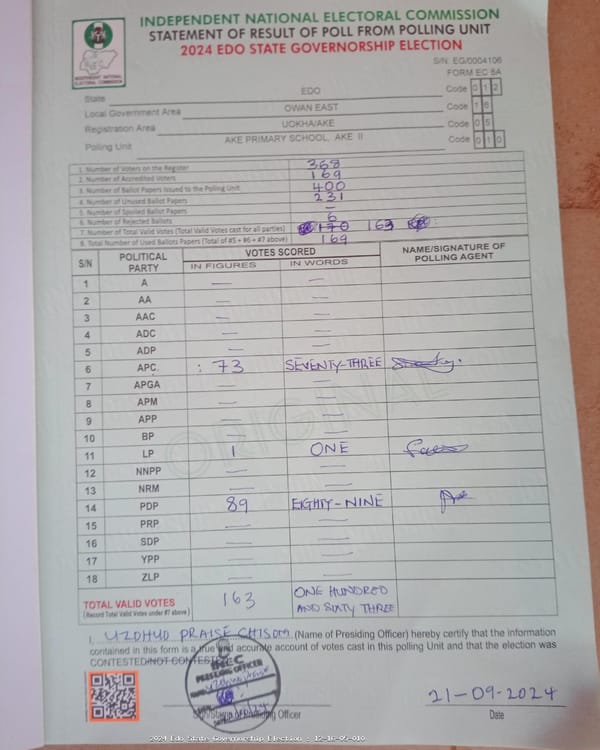 INDEPENDENT NATIONAL ELECTORAL COMMISSION
STATEMENT OF RESULT OF POLL FROM POLLING UNIT
2024 EDO STATE GOVERNORSHIP ELECTION
INDEPENDENT NATIONAL ELECTORAL COMMISSION
S/N: EG/0004106
FORM EC 8A
State EDO Code 0 1 2
Local Government Area OWAN EAST Code 1 6
Registration Area UOKHA/AKE Code 0 5
Polling Unit AKE PRIMARY SCHOOL, AKE II Code 0 1 0
1. Number of Voters on the Register 368
2. Number of Accredited Voters 169
3. Number of Ballot Papers Issued to the Polling Unit 400
4. Number of Unused Ballot Papers 231
5. Number of Spoiled Ballot Papers —
6. Number of Rejected Ballots 6
7. Number of Total Valid Votes (Total Valid Votes cast for all parties) 170 163
8. Total Number of Used Ballots Papers (Total of #5 + #6 + #7 above) 169
S/N POLITICAL PARTY VOTES SCORED NAME/SIGNATURE OF POLLING AGENT
IN FIGURES IN WORDS
1 A — —
2 AA — —
3 AAC — —
4 ADC — —
5 ADP — —
6 APC : 73 SEVENTY-THREE
7 APGA — —
8 APM — —
9 APP — —
10 BP — —
11 LP 1 ONE
12 NNPP — —
13 NRM — —
14 PDP 89 EIGHTY-NINE
15 PRP — —
16 SDP — —
17 YPP — —
18 ZLP — —
TOTAL VALID VOTES 163 ONE HUNDRED AND SIXTY THREE
(Record Total Valid Votes under #7 above)
ORIGINAL
I, UZOHUO PRAISE CHISOM (Name of Presiding Officer) hereby certify that the information
contained in this form is a true and accurate account of votes cast in this polling Unit and that the election was
CONTESTED/NOT CONTESTED
INEC
PRESIDING OFFICER
Sign/Stamp of Presiding Officer
21-09-2024
Date
2024 Edo State Governorship Election : 12-16-05-010